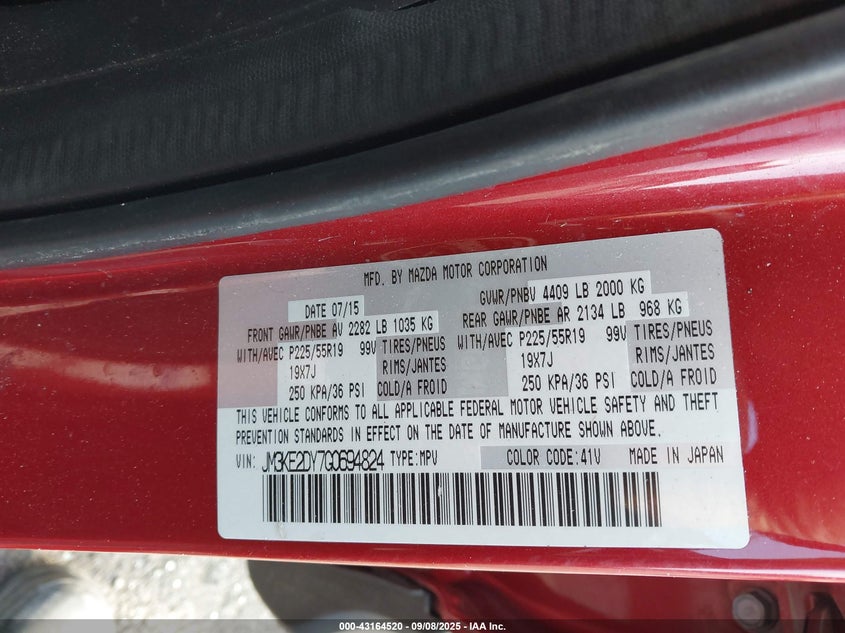 MFD. BY MAZDA MOTOR CORPORATION
DATE 07/15
GVWR/PNBV 4409 LB 2000 KG
FRONT GAWR/PNBE AV 2282 LB 1035 KG
REAR GAWR/PNBE AR 2134 LB 968 KG
WITH/AVEC P225/55R19 99V TIRES/PNEUS
WITH/AVEC P225/55R19 99V TIRES/PNEUS
19X7J RIMS/JANTES
19X7J RIMS/JANTES
250 KPA/36 PSI COLD/A FROID
250 KPA/36 PSI COLD/A FROID
THIS VEHICLE CONFORMS TO ALL APPLICABLE FEDERAL MOTOR VEHICLE SAFETY AND THEFT
PREVENTION STANDARDS IN EFFECT ON THE DATE OF MANUFACTURE SHOWN ABOVE.
VIN: JM3KE2DY7G0694824 TYPE:MPV COLOR CODE:41V MADE IN JAPAN
000-43164520 - 09/08/2025 - IAA Inc.